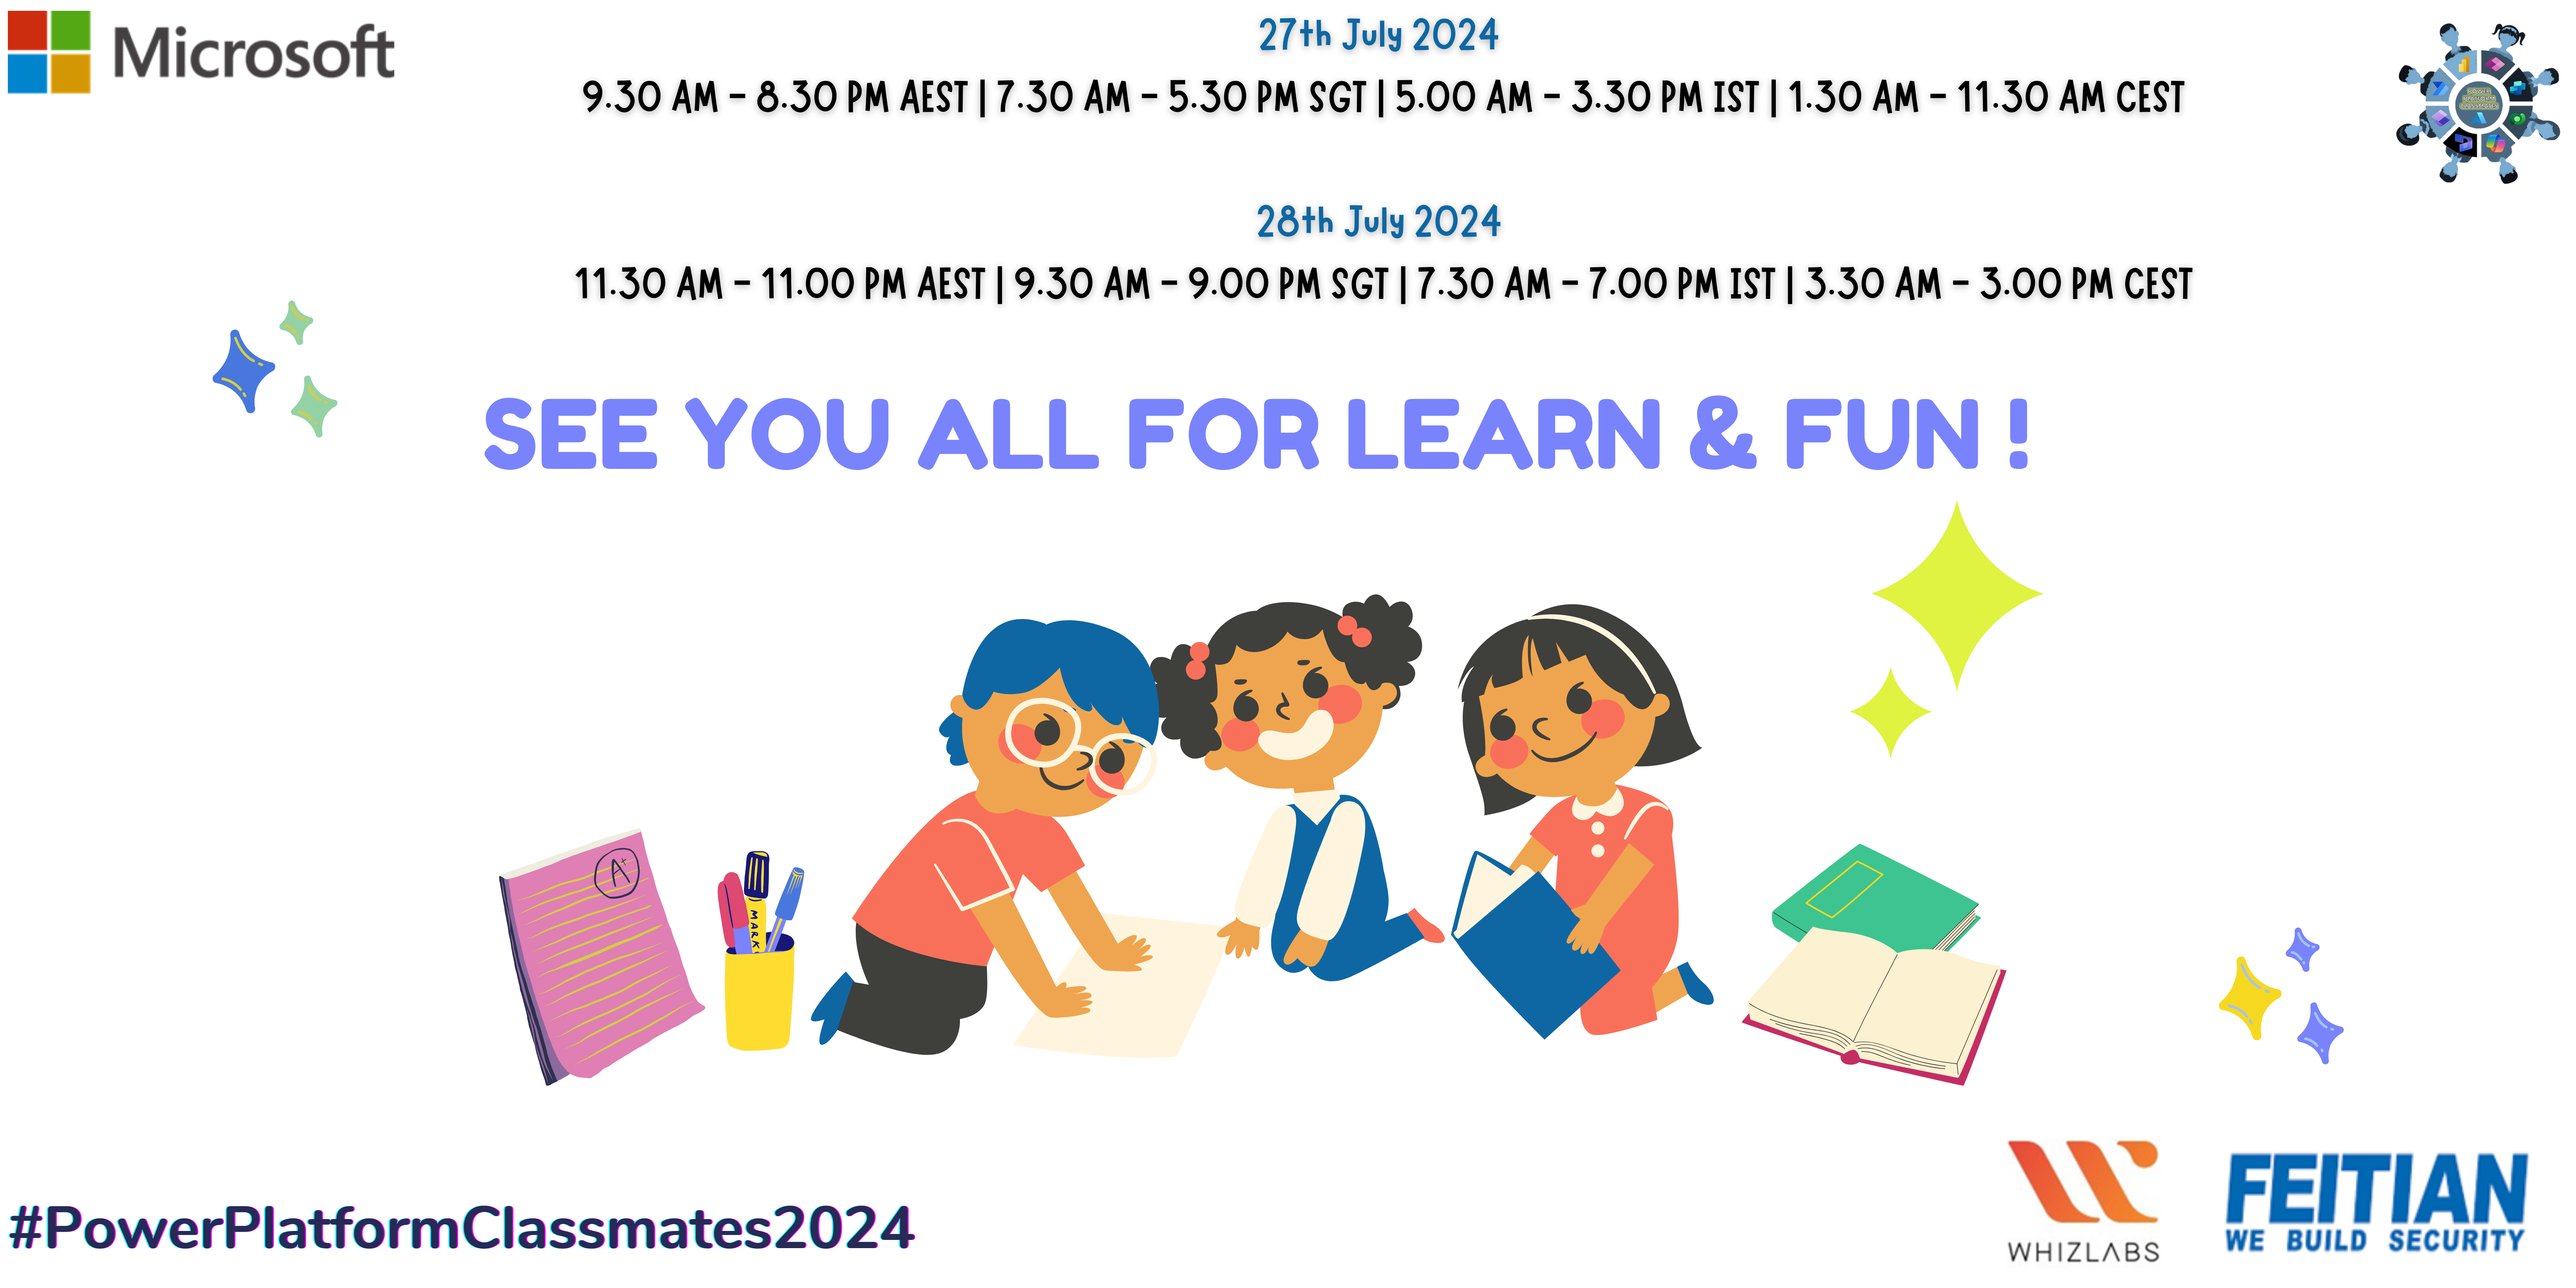 Microsoft
27th July 2024
9.30 AM - 8.30 PM AEST | 7.30 AM - 5.30 PM SGT | 5.00 AM - 3.30 PM IST | 1.30 AM - 11.30 AM CEST
28th July 2024
11.30 AM - 11.00 PM AEST | 9.30 AM - 9.00 PM SGT | 7.30 AM - 7.00 PM IST | 3.30 AM - 3.00 PM CEST
SEE YOU ALL FOR LEARN & FUN !
A+
MARK
#PowerPlatformClassmates2024
WHIZLABS
FEITIAN
WE BUILD SECURITY